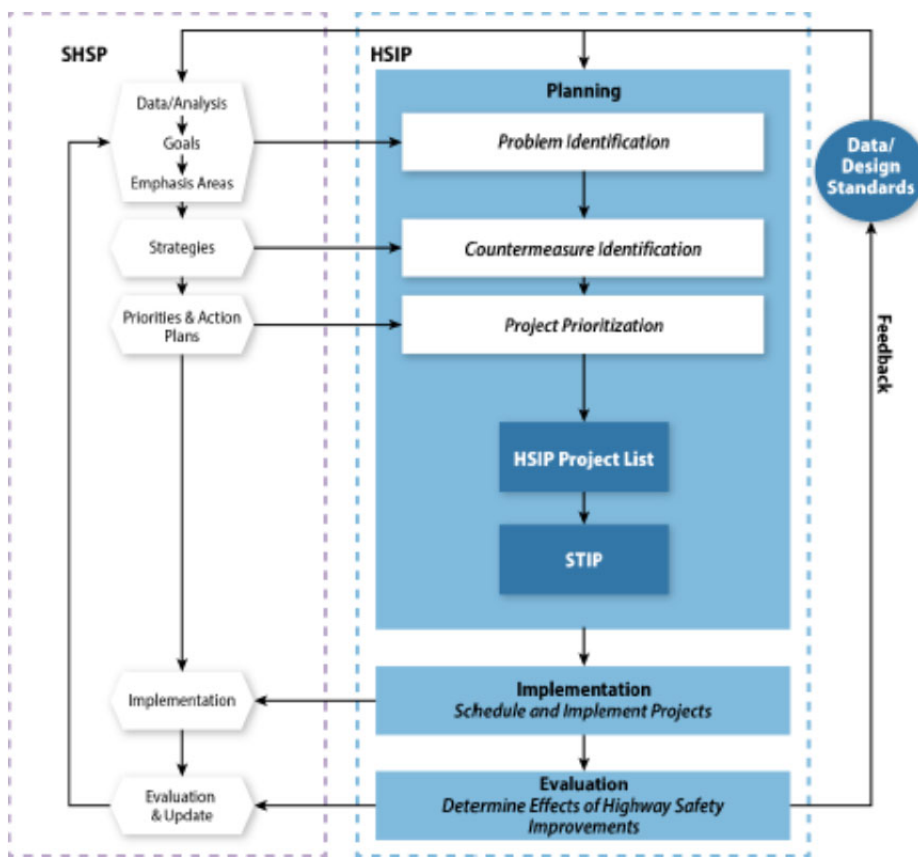 SHSP
Data/Analysis
Goals
Emphasis Areas
Strategies
Priorities & Action
Plans
Implementation
Evaluation
& Update
HSIP
Planning
Problem Identification
Countermeasure Identification
Project Prioritization
HSIP Project List
STIP
Implementation
Schedule and Implement Projects
Evaluation
Determine Effects of Highway Safety
Improvements
Data/
Design
Standards
Feedback